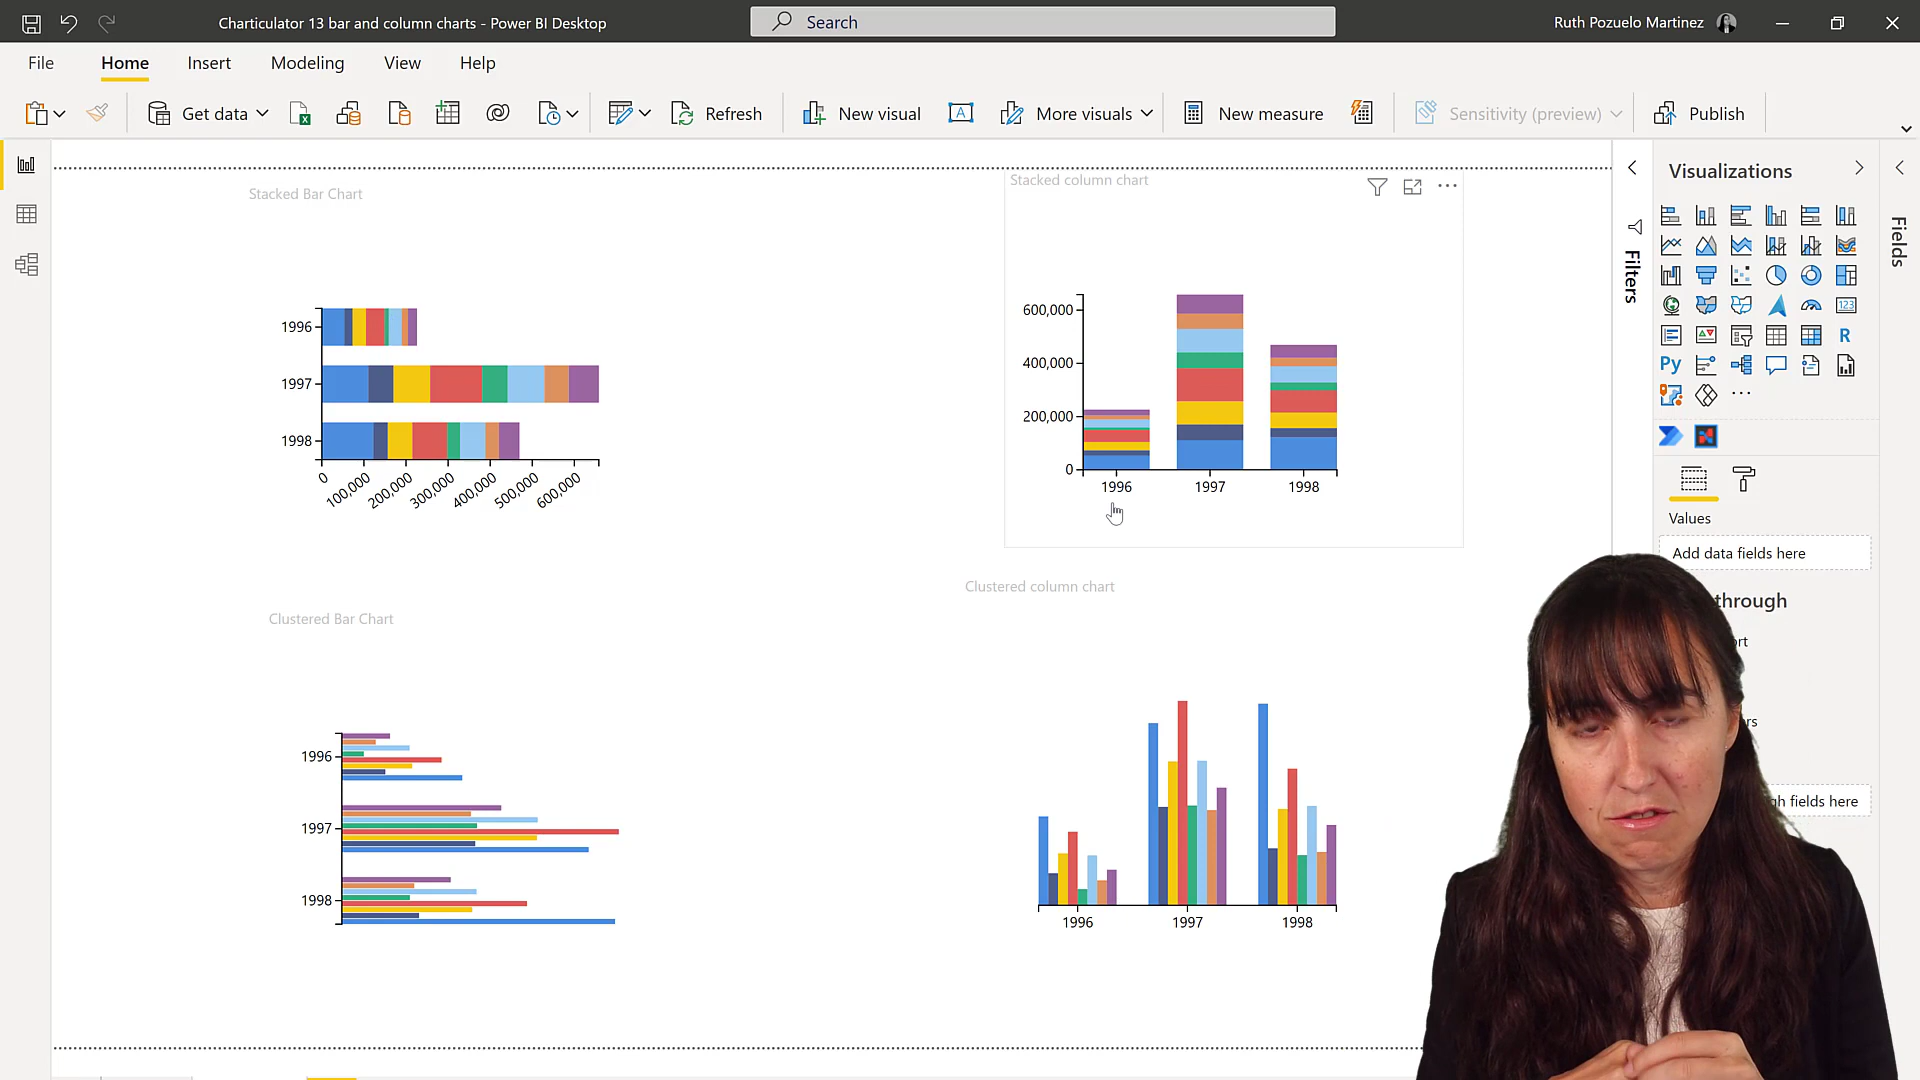 Charticulator 13 bar and column charts - Power BI Desktop
Search
Ruth Pozuelo Martinez
File
Home
Insert
Modeling
View
Help
Get data
Refresh
New visual
More visuals
New measure
Sensitivity (preview)
Publish
Stacked Bar Chart
1996
1997
1998
0
100,000
200,000
300,000
400,000
500,000
600,000
Stacked column chart
600,000
400,000
200,000
0
1996
1997
1998
Clustered Bar Chart
1996
1997
1998
Clustered column chart
1996
1997
1998
Filters
Visualizations
123
R
Py
Values
Add data fields here
through
gh fields here
Fields